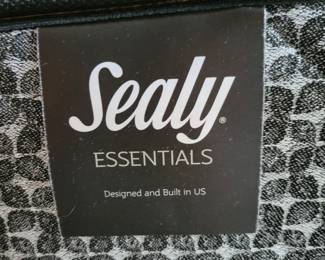 Sealy®
ESSENTIALS
Designed and Built in US